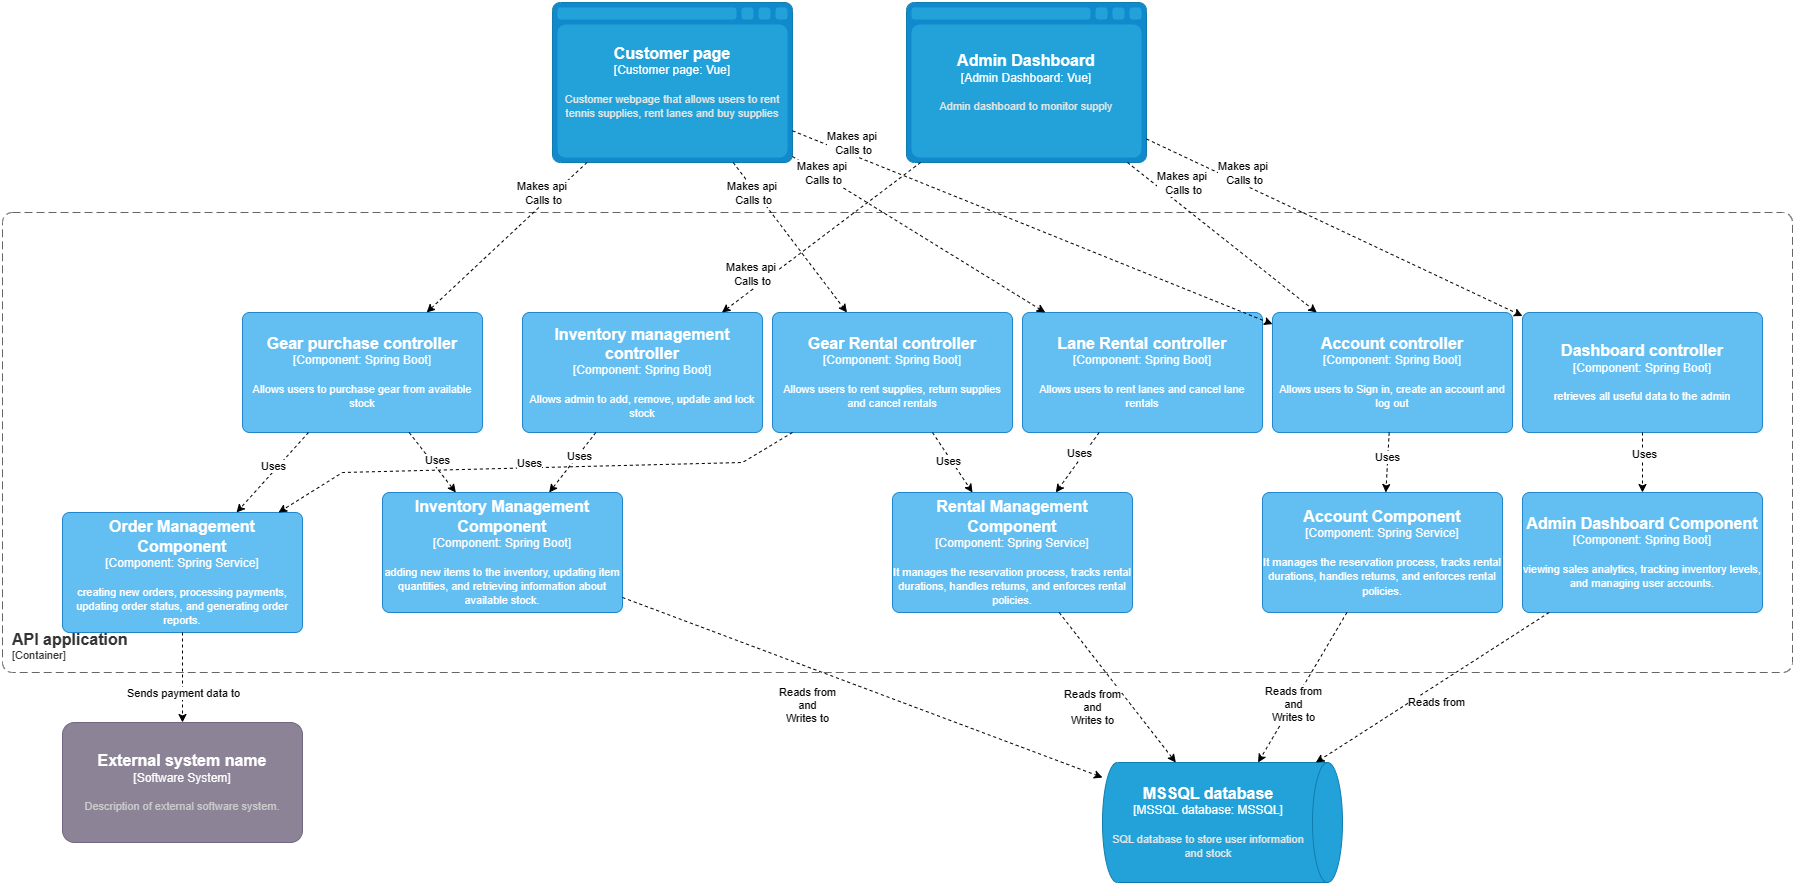 Customer page
[Customer page: Vue]
Customer webpage that allows users to rent
tennis supplies, rent lanes and buy supplies
Admin Dashboard
[Admin Dashboard: Vue]
Admin dashboard to monitor supply
Makes api
Calls to
Makes api
Calls to
Makes api
Calls to
Makes api
Calls to
Makes api
Calls to
Makes api
Calls to
Makes api
Calls to
Gear purchase controller
[Component: Spring Boot]
Allows users to purchase gear from available
stock
Inventory management
controller
[Component: Spring Boot]
Allows admin to add, remove, update and lock
stock
Gear Rental controller
[Component: Spring Boot]
Allows users to rent supplies, return supplies
and cancel rentals
Lane Rental controller
[Component: Spring Boot]
Allows users to rent lanes and cancel lane
rentals
Account controller
[Component: Spring Boot]
Allows users to Sign in, create an account and
log out
Dashboard controller
[Component: Spring Boot]
retrieves all useful data to the admin
Uses
Uses
Uses
Uses
Uses
Uses
Uses
Uses
Order Management
Component
[Component: Spring Service]
creating new orders, processing payments,
updating order status, and generating order
reports.
Inventory Management
Component
[Component: Spring Boot]
adding new items to the inventory, updating item
quantities, and retrieving information about
available stock.
Rental Management
Component
[Component: Spring Service]
It manages the reservation process, tracks rental
durations, handles returns, and enforces rental
policies.
Account Component
[Component: Spring Service]
It manages the reservation process, tracks rental
durations, handles returns, and enforces rental
policies.
Admin Dashboard Component
[Component: Spring Boot]
viewing sales analytics, tracking inventory levels,
and managing user accounts.
API application
[Container]
Sends payment data to
Reads from
and
Writes to
Reads from
and
Writes to
Reads from
and
Writes to
Reads from
External system name
[Software System]
Description of external software system.
MSSQL database
[MSSQL database: MSSQL]
SQL database to store user information
and stock